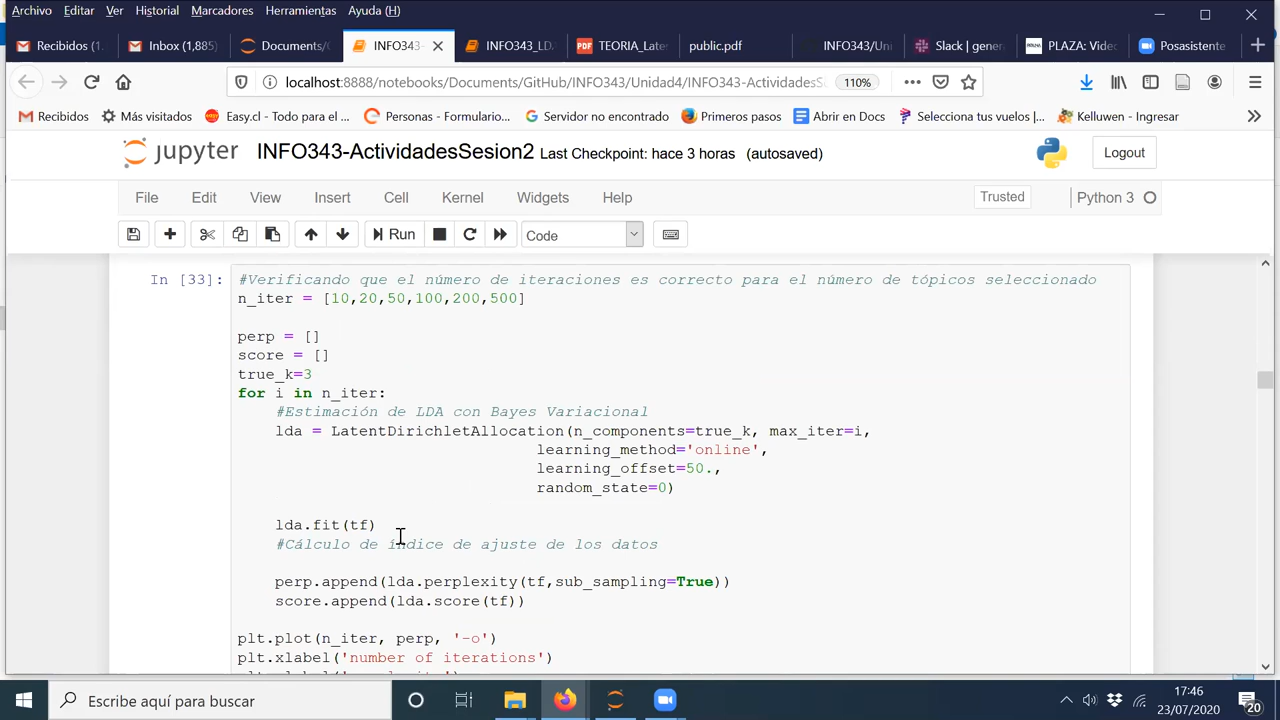 Archivo Editar Ver Historial Marcadores Herramientas Ayuda (H)
Recibidos (1. Inbox (1,885) Documents/ INFO343- INFO343_LD. TEORIA_Late public.pdf INFO343/Uni Slack | gener PLAZA: Vide Posasistente
localhost:8888/notebooks/Documents/GitHub/INFO343/Unidad4/INFO343-ActividadesSe 110%
Recibidos Más visitados Easy.cl - Todo para el ... Personas - Formulario... Servidor no encontrado Primeros pasos Abrir en Docs Selecciona tus vuelos |... Kelluwen - Ingresar
jupyter INFO343-ActividadesSesion2 Last Checkpoint: hace 3 horas (autosaved) Logout
File Edit View Insert Cell Kernel Widgets Help Trusted | Python 3
Run Code
In [33]: #Verificando que el número de iteraciones es correcto para el número de tópicos seleccionado
n_iter = [10,20,50,100,200,500]
perp = []
score = []
true_k=3
for i in n_iter:
#Estimación de LDA con Bayes Variacional
lda = LatentDirichletAllocation(n_components=true_k, max_iter=i,
learning_method='online',
learning_offset=50.,
random_state=0)
lda.fit(tf)
#Cálculo de índice de ajuste de los datos
perp.append(lda.perplexity(tf,sub_sampling=True))
score.append(lda.score(tf))
plt.plot(n_iter, perp, '-o')
plt.xlabel('number of iterations')
Escribe aquí para buscar
17:46
23/07/2020
20